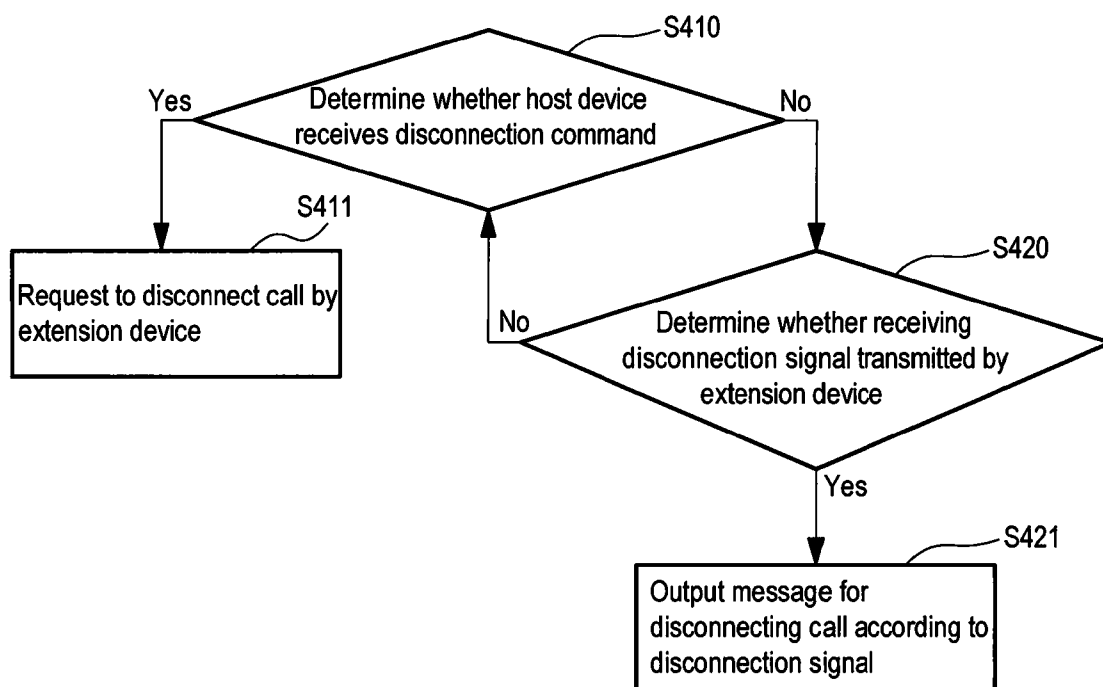 S410
Yes
Determine whether host device
receives disconnection command
No
S411
Request to disconnect call by
extension device
S420
No
Determine whether receiving
disconnection signal transmitted by
extension device
Yes
S421
Output message for
disconnecting call according to
disconnection signal